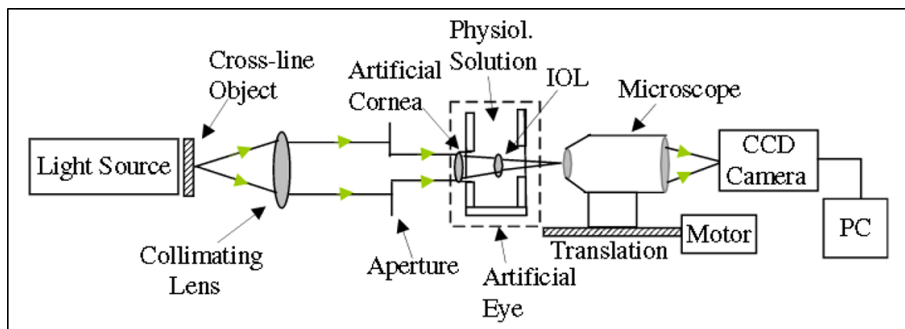 Physiol.
Solution
Cross-line
Object
Artificial
Cornea
IOL
Microscope
Light Source
CCD
Camera
Collimating
Lens
Aperture
Artificial
Eye
Translation
Motor
PC